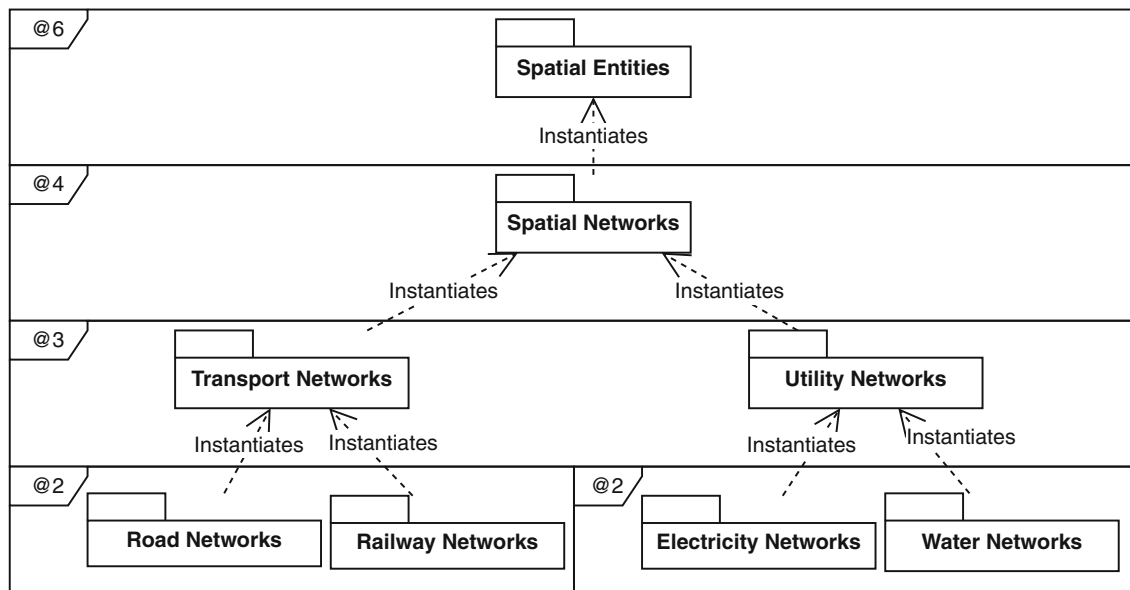 @6
Spatial Entities
Instantiates
@4
Spatial Networks
Instantiates
Instantiates
@3
Transport Networks
Utility Networks
Instantiates
Instantiates
Instantiates
Instantiates
@2
@2
Road Networks
Railway Networks
Electricity Networks
Water Networks